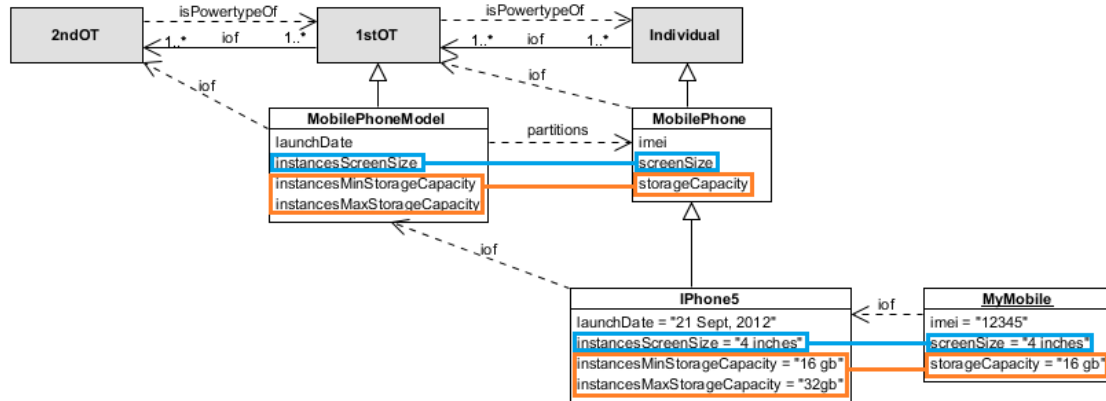 isPowertypeOf
isPowertypeOf
2ndOT
1stOT
Individual
1..*
iof
1..*
1..*
iof
1..*
iof
iof
MobilePhoneModel
launchDate
instancesScreenSize
instancesMinStorageCapacity
instancesMaxStorageCapacity
partitions
MobilePhone
imei
screenSize
storageCapacity
iof
IPhone5
launchDate = "21 Sept, 2012"
instancesScreenSize = "4 inches"
instancesMinStorageCapacity = "16 gb"
instancesMaxStorageCapacity = "32gb"
iof
MyMobile
imei = "12345"
screenSize = "4 inches"
storageCapacity = "16 gb"